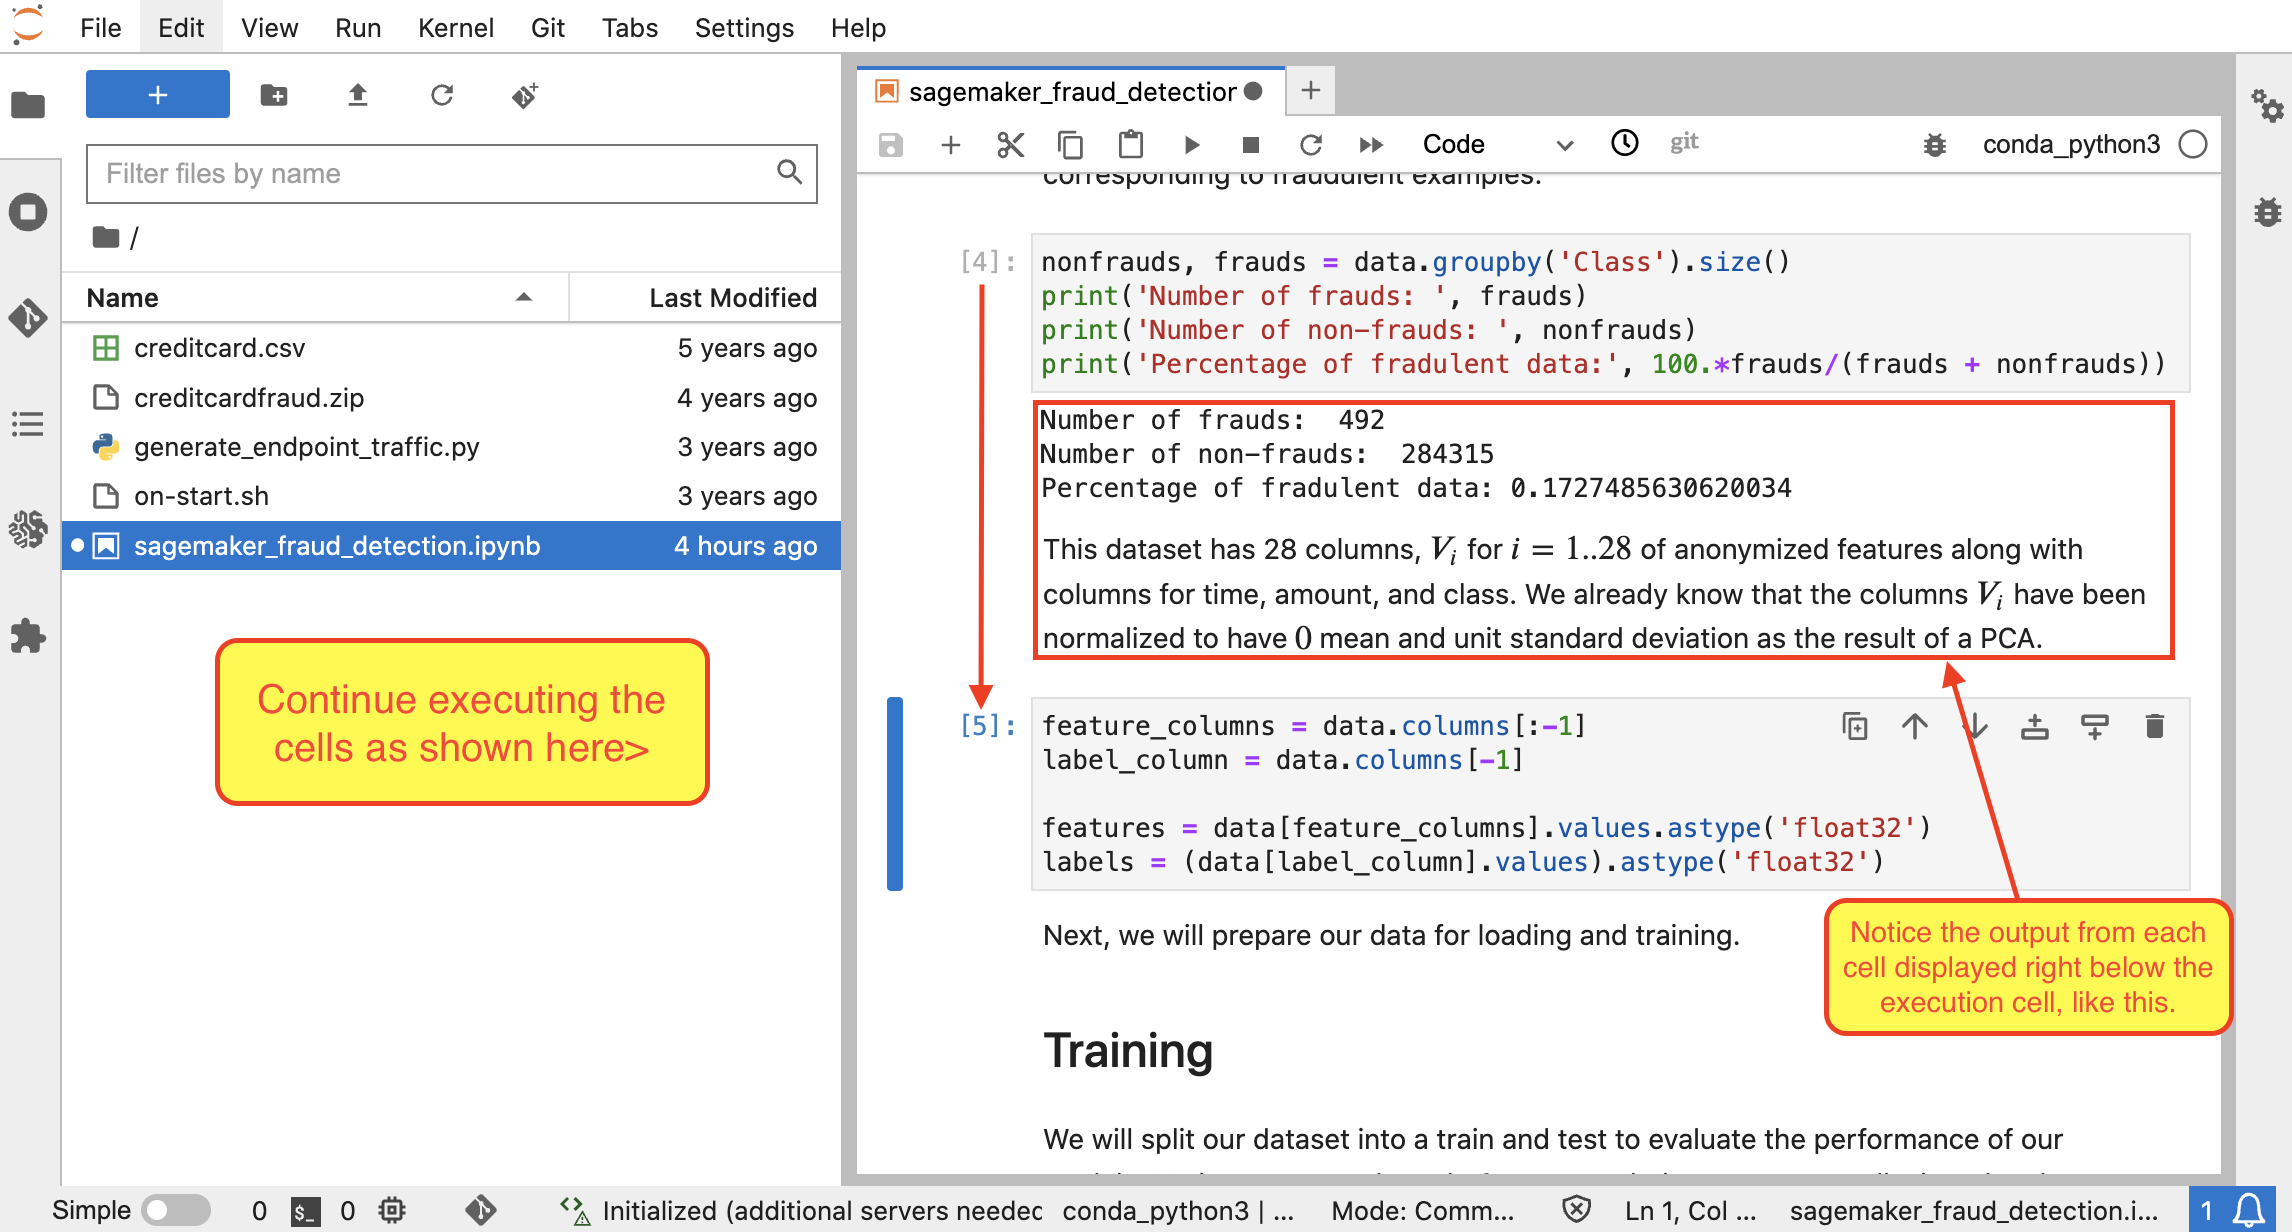 File Edit View Run Kernel Git Tabs Settings Help
+
Filter files by name
/
Name Last Modified
creditcard.csv 5 years ago
creditcardfraud.zip 4 years ago
generate_endpoint_traffic.py 3 years ago
on-start.sh 3 years ago
sagemaker_fraud_detection.ipynb 4 hours ago
Continue executing the
cells as shown here>
sagemaker_fraud_detection
Code git conda_python3
corresponding to fraudulent examples.
[4]:
nonfrauds, frauds = data.groupby('Class').size()
print('Number of frauds: ', frauds)
print('Number of non-frauds: ', nonfrauds)
print('Percentage of fradulent data:', 100.*frauds/(frauds + nonfrauds))
Number of frauds:  492
Number of non-frauds:  284315
Percentage of fradulent data: 0.1727485630620034
This dataset has 28 columns, Vi for i = 1..28 of anonymized features along with
columns for time, amount, and class. We already know that the columns Vi have been
normalized to have 0 mean and unit standard deviation as the result of a PCA.
[5]:
feature_columns = data.columns[:-1]
label_column = data.columns[-1]
features = data[feature_columns].values.astype('float32')
labels = (data[label_column].values).astype('float32')
Notice the output from each
cell displayed right below the
execution cell, like this.
Next, we will prepare our data for loading and training.
Training
We will split our dataset into a train and test to evaluate the performance of our
Simple 0 $_ 0 Initialized (additional servers needed conda_python3 | ... Mode: Comm... Ln 1, Col ... sagemaker_fraud_detection.i... 1